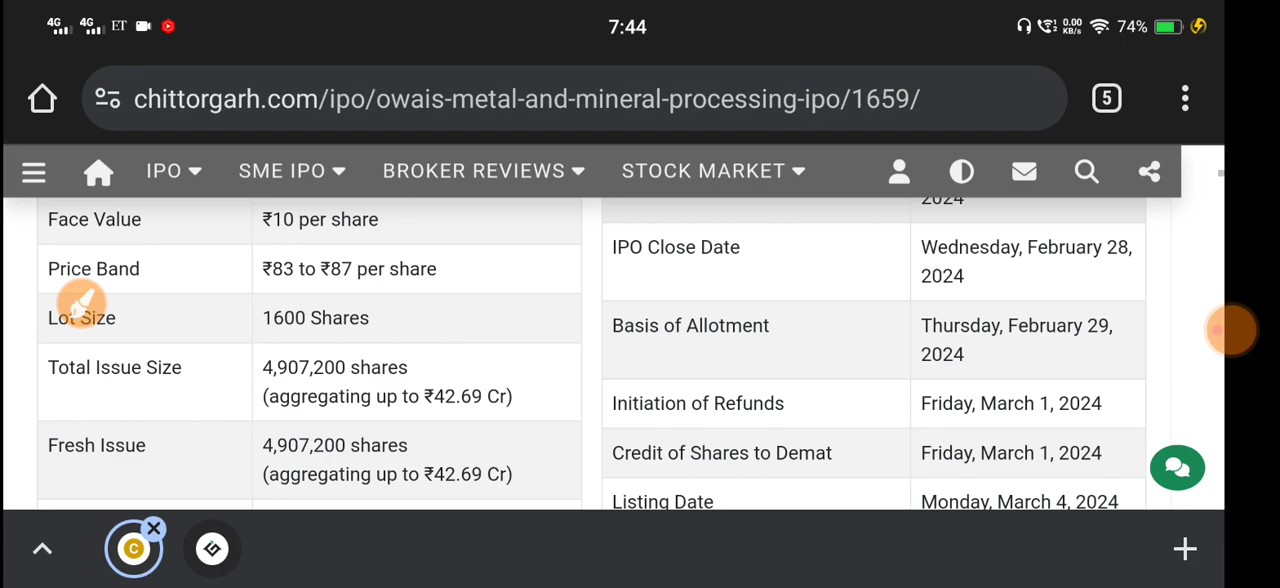 4G 4G ET 7:44 2 0.00 KB/s 74%
chittorgarh.com/ipo/owais-metal-and-mineral-processing-ipo/1659/ 5
IPO SME IPO BROKER REVIEWS STOCK MARKET
Face Value ₹10 per share
Price Band ₹83 to ₹87 per share
Lot Size 1600 Shares
Total Issue Size 4,907,200 shares
(aggregating up to ₹42.69 Cr)
Fresh Issue 4,907,200 shares
(aggregating up to ₹42.69 Cr)
2024
IPO Close Date Wednesday, February 28,
2024
Basis of Allotment Thursday, February 29,
2024
Initiation of Refunds Friday, March 1, 2024
Credit of Shares to Demat Friday, March 1, 2024
Listing Date Monday, March 4, 2024
C